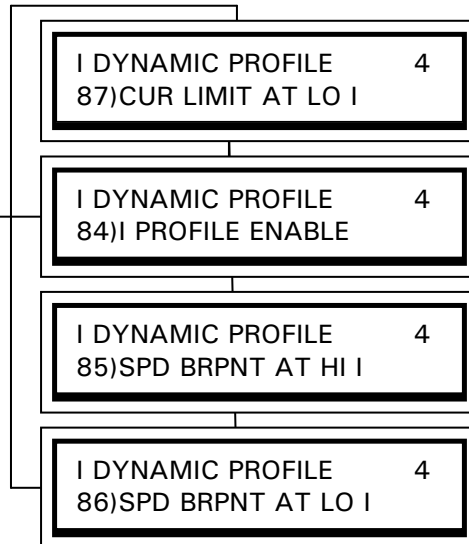 I DYNAMIC PROFILE 4
87)CUR LIMIT AT LO I
I DYNAMIC PROFILE 4
84)I PROFILE ENABLE
I DYNAMIC PROFILE 4
85)SPD BRPNT AT HI I
I DYNAMIC PROFILE 4
86)SPD BRPNT AT LO I